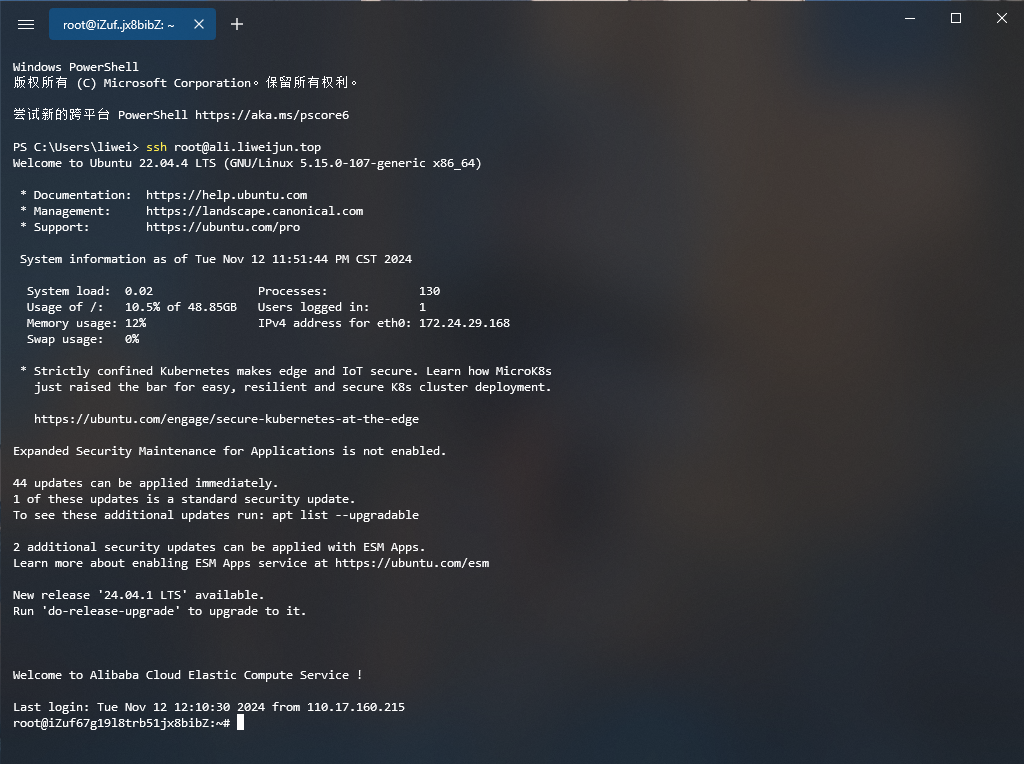 root@iZuf..jx8bibZ: ~
Windows PowerShell
版权所有 (C) Microsoft Corporation。保留所有权利。
尝试新的跨平台 PowerShell https://aka.ms/pscore6
PS C:\Users\liwei> ssh root@ali.liweijun.top
Welcome to Ubuntu 22.04.4 LTS (GNU/Linux 5.15.0-107-generic x86_64)
 * Documentation:  https://help.ubuntu.com
 * Management:     https://landscape.canonical.com
 * Support:        https://ubuntu.com/pro
 System information as of Tue Nov 12 11:51:44 PM CST 2024
  System load:  0.02               Processes:             130
  Usage of /:   10.5% of 48.85GB   Users logged in:       1
  Memory usage: 12%                IPv4 address for eth0: 172.24.29.168
  Swap usage:   0%
 * Strictly confined Kubernetes makes edge and IoT secure. Learn how MicroK8s
   just raised the bar for easy, resilient and secure K8s cluster deployment.
   https://ubuntu.com/engage/secure-kubernetes-at-the-edge
Expanded Security Maintenance for Applications is not enabled.
44 updates can be applied immediately.
1 of these updates is a standard security update.
To see these additional updates run: apt list --upgradable
2 additional security updates can be applied with ESM Apps.
Learn more about enabling ESM Apps service at https://ubuntu.com/esm
New release '24.04.1 LTS' available.
Run 'do-release-upgrade' to upgrade to it.
Welcome to Alibaba Cloud Elastic Compute Service !
Last login: Tue Nov 12 12:10:30 2024 from 110.17.160.215
root@iZuf67g19l8trb51jx8bibZ:~#